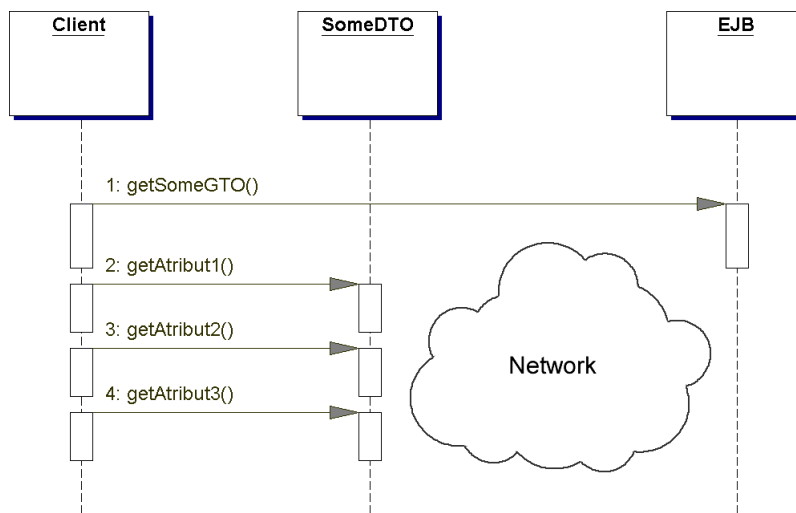 Client
SomeDTO
EJB
1: getSomeGTO()
2: getAtribut1()
3: getAtribut2()
4: getAtribut3()
Network